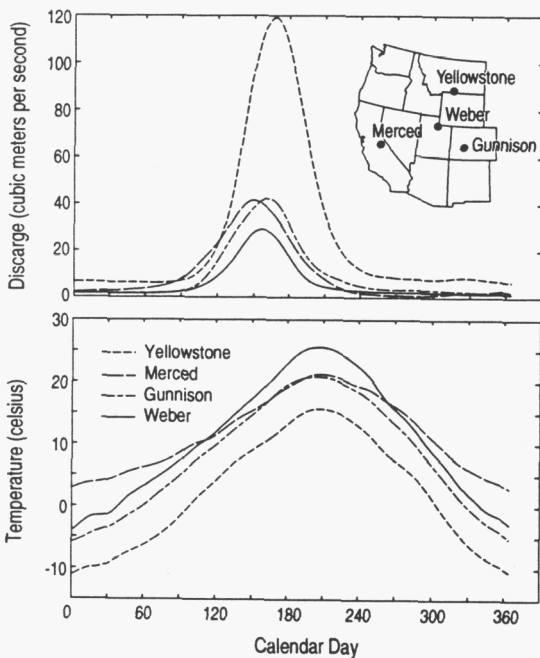 120
100
80
60
40
20
0
Discarge (cubic meters per second)
Yellowstone
Weber
Merced
Gunnison
30
20
10
0
-10
Temperature (celsius)
Yellowstone
Merced
Gunnison
Weber
0 60 120 180 240 300 360
Calendar Day